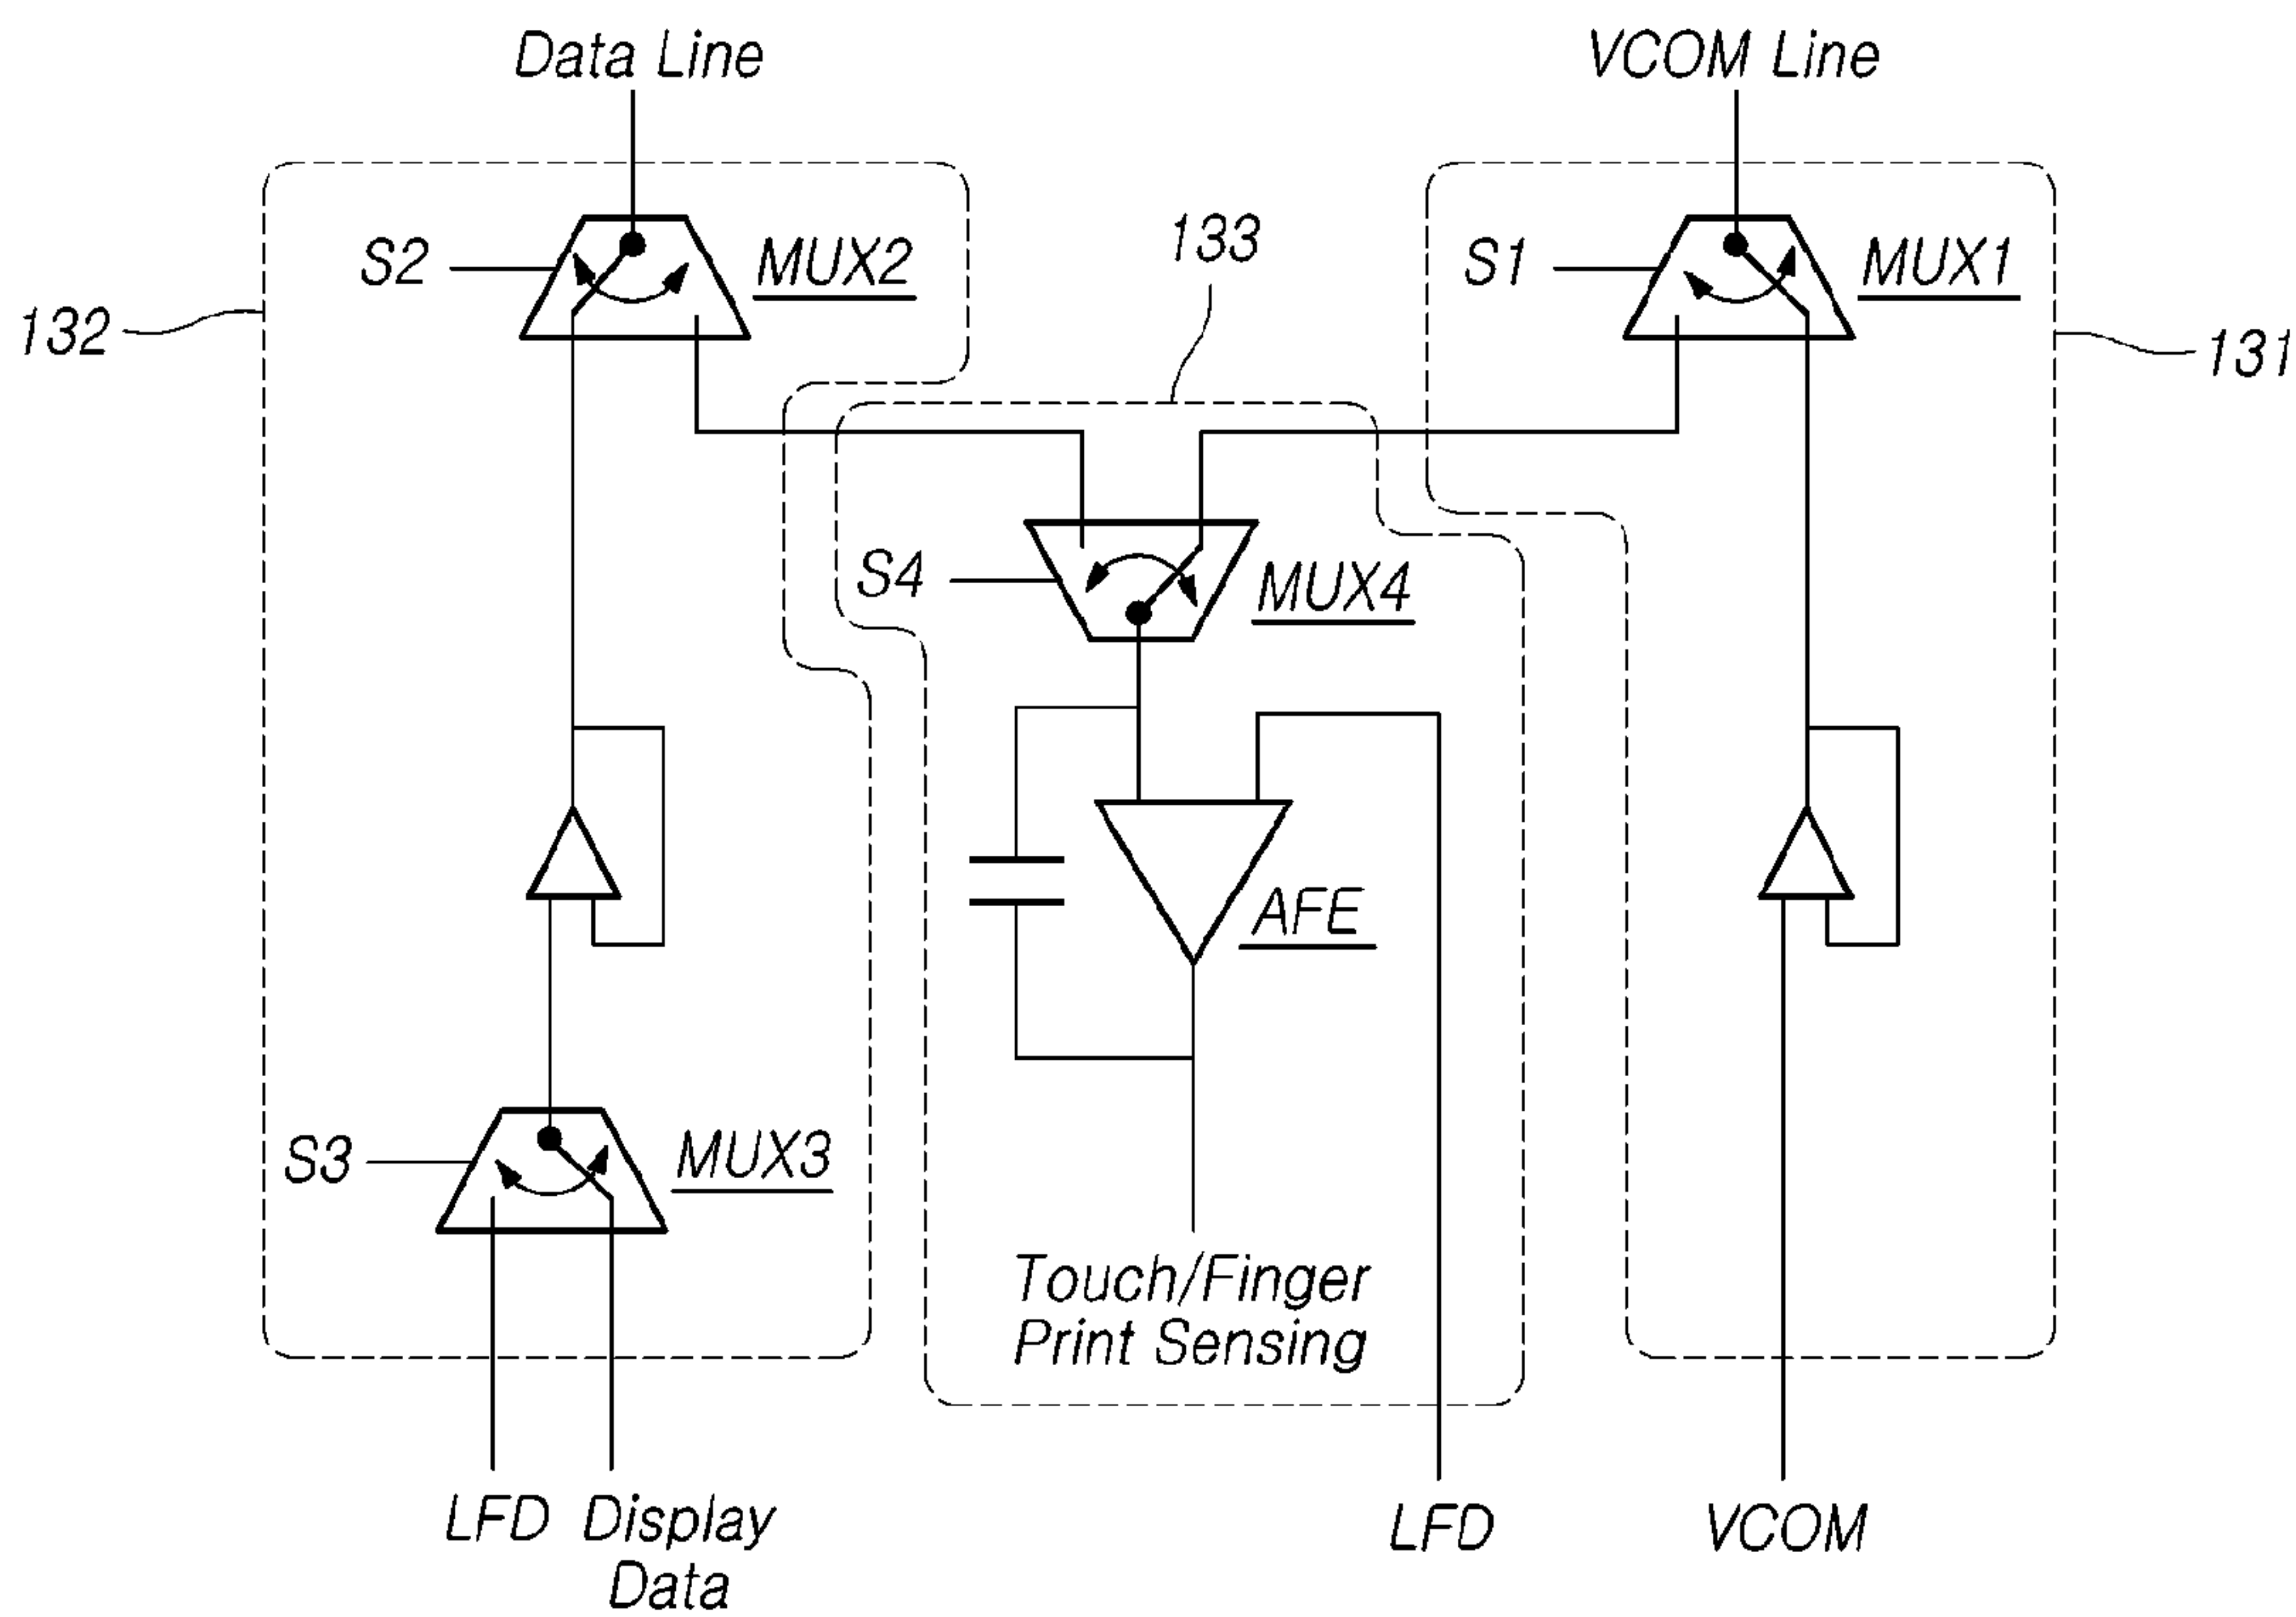 Data Line
VCOM Line
133
S2
MUX2
S1
MUX1
132
131
S4
MUX4
AFE
S3
MUX3
Touch/Finger
Print Sensing
LFD
Display
Data
LFD
VCOM